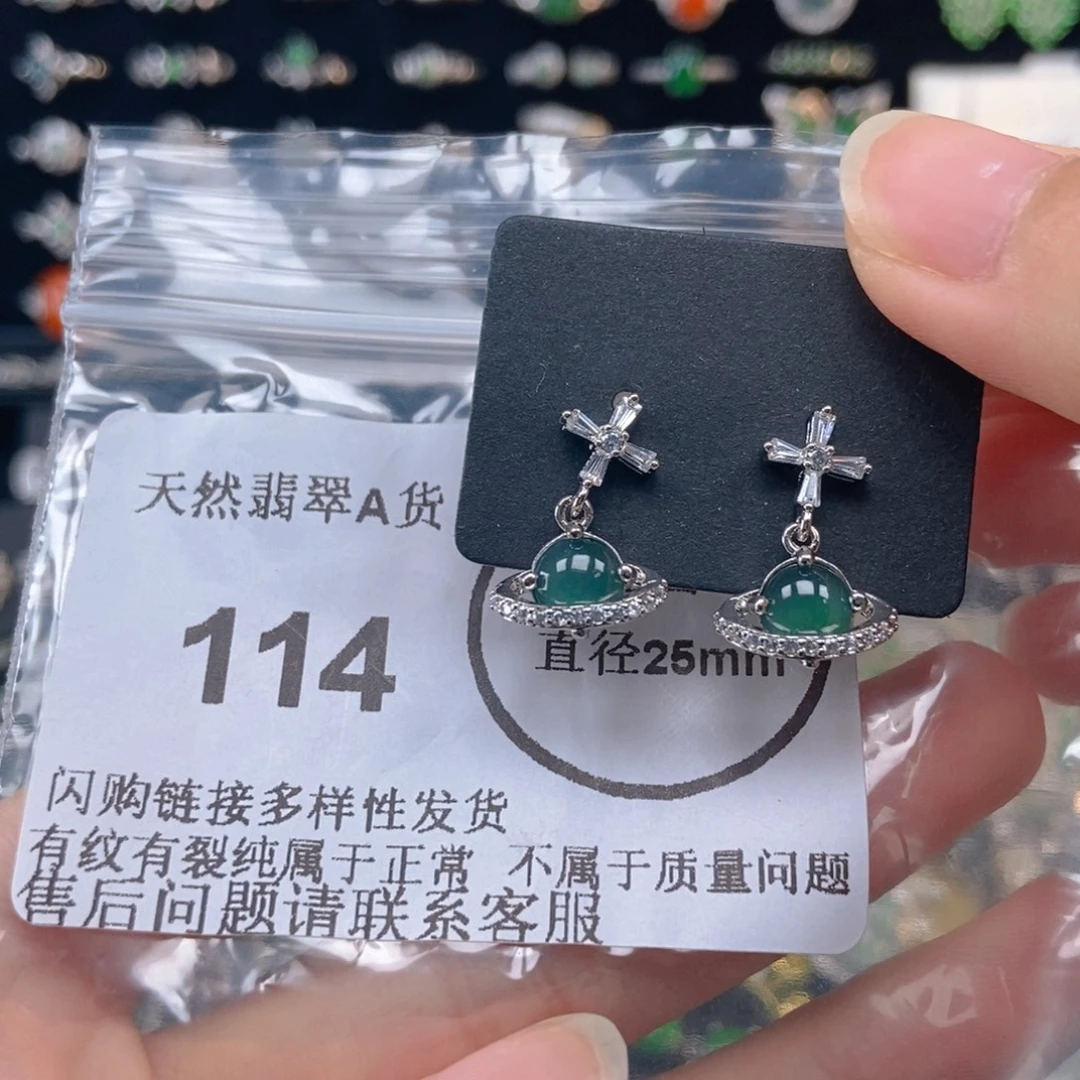 天然翡翠A货
114
直径25mm
闪购链接多样性发货
有纹有裂纯属于正常 不属于质量问题
售后问题请联系客服